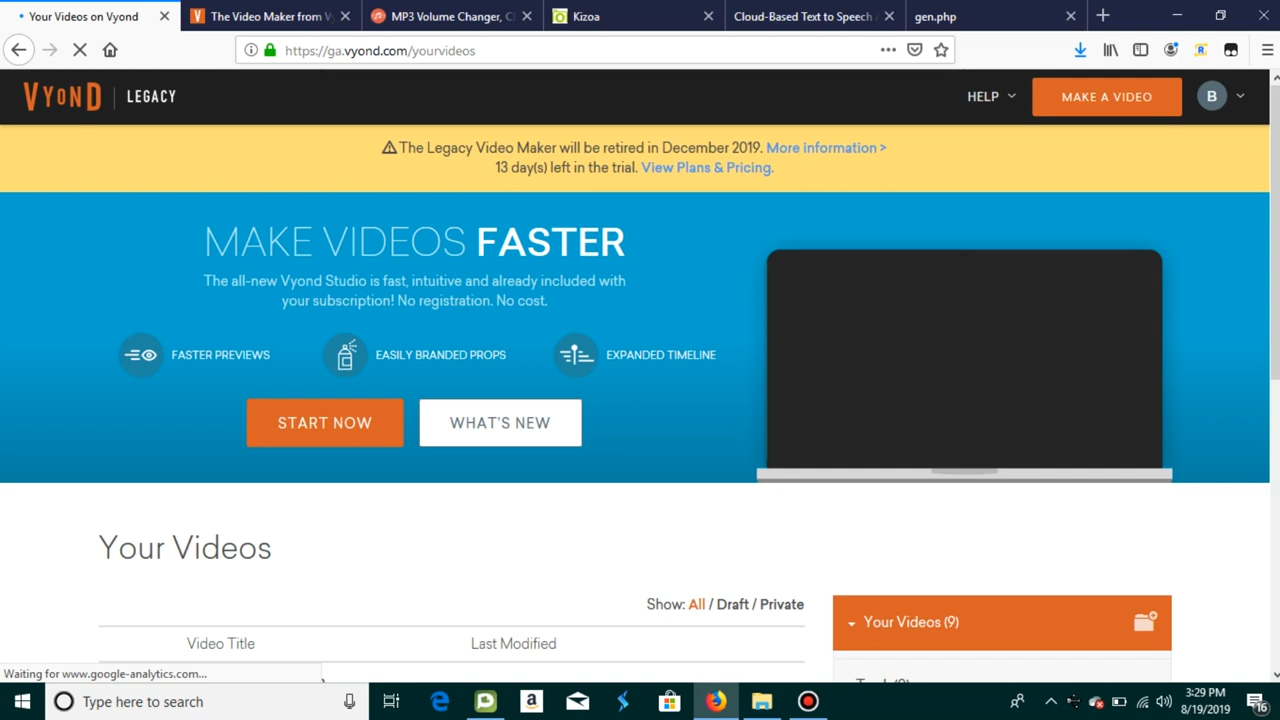 Your Videos on Vyond
The Video Maker from V
MP3 Volume Changer, C
Kizoa
Cloud-Based Text to Speech
gen.php
https://ga.vyond.com/yourvideos
VYOND LEGACY
HELP
MAKE A VIDEO
B
The Legacy Video Maker will be retired in December 2019. More information >
13 day(s) left in the trial. View Plans & Pricing.
MAKE VIDEOS FASTER
The all-new Vyond Studio is fast, intuitive and already included with
your subscription! No registration. No cost.
FASTER PREVIEWS
EASILY BRANDED PROPS
EXPANDED TIMELINE
START NOW
WHAT'S NEW
Your Videos
Show: All / Draft / Private
Your Videos (9)
Video Title
Last Modified
Waiting for www.google-analytics.com...
Type here to search
3:29 PM
8/19/2019
16